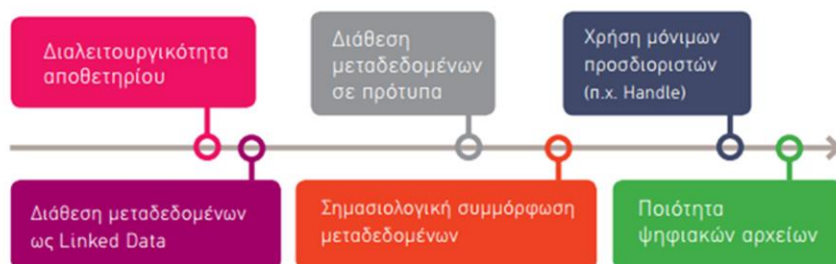 Διαλειτουργικότητα
αποθετηρίου
Διάθεση
μεταδεδομένων
σε πρότυπα
Χρήση μόνιμων
προσδιοριστών
(π.χ. Handle)
Διάθεση μεταδεδομένων
ως Linked Data
Σημασιολογική συμμόρφωση
μεταδεδομένων
Ποιότητα
ψηφιακών αρχείων